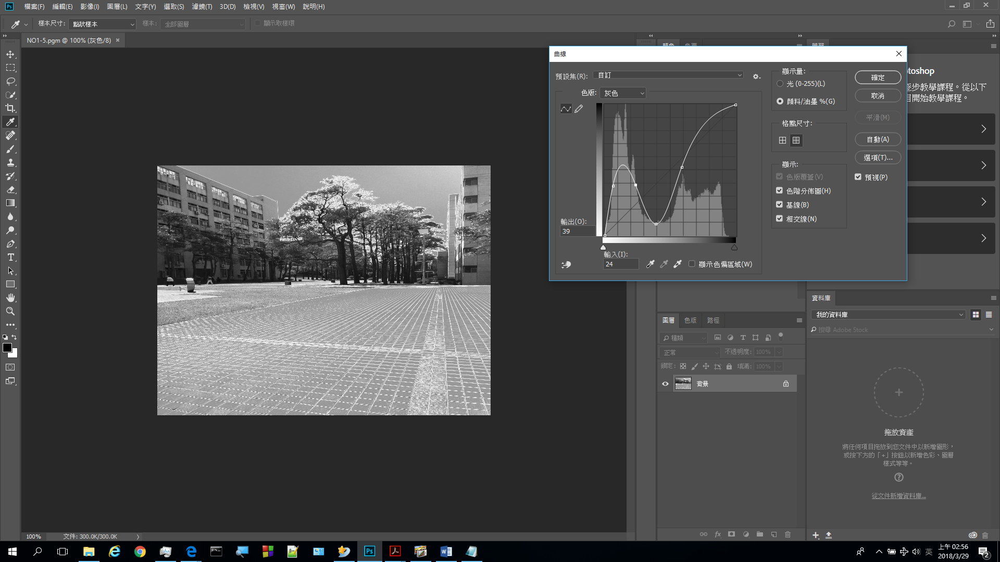 Ps 檔案(F) 編輯(E) 影像(I) 圖層(L) 文字(Y) 選取(S) 濾鏡(T) 3D(D) 檢視(V) 視窗(W) 說明(H)
樣本尺寸: 點狀樣本 樣本: 全部圖層 顯示取樣環
NO1-5.pgm @ 100% (灰色/8) ×
曲線
預設集(R): 自訂
色版: 灰色
輸出(O):
39
輸入(I):
24
顯示色偏區域(W)
顯示量:
光 (0-255)(L)
顏料/油墨 %(G)
格點尺寸:
顯示:
色版覆蓋(V)
色階分佈圖(H)
基線(B)
相交線(N)
確定
取消
平滑(M)
自動(A)
選項(T)...
預視(P)
otoshop
逐步教學課程。從以下
目開始教學課程。
圖層 色版 路徑
種類
正常 不透明度: 100%
鎖定: 填滿: 100%
背景
fx
資料庫
我的資料庫
搜尋 Adobe Stock
拖放資產
將任何項目拖放到您文件中以新增圖形，
或按下方的「+」按鈕以新增色彩、圖層
樣式等等。
從文件新增資料庫...
100% 文件: 300.0K/300.0K
Ps
英
上午 02:56
2018/3/29
2